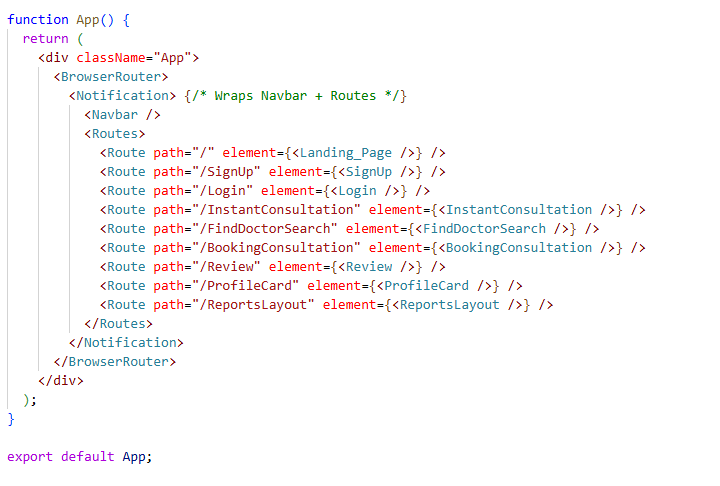 function App() {
  return (
    <div className="App">
      <BrowserRouter>
        <Notification> {/* Wraps Navbar + Routes */}
          <Navbar />
          <Routes>
            <Route path="/" element={<Landing_Page />} />
            <Route path="/SignUp" element={<SignUp />} />
            <Route path="/Login" element={<Login />} />
            <Route path="/InstantConsultation" element={<InstantConsultation />} />
            <Route path="/FindDoctorSearch" element={<FindDoctorSearch />} />
            <Route path="/BookingConsultation" element={<BookingConsultation />} />
            <Route path="/Review" element={<Review />} />
            <Route path="/ProfileCard" element={<ProfileCard />} />
            <Route path="/ReportsLayout" element={<ReportsLayout />} />
          </Routes>
        </Notification>
      </BrowserRouter>
    </div>
  );
}

export default App;